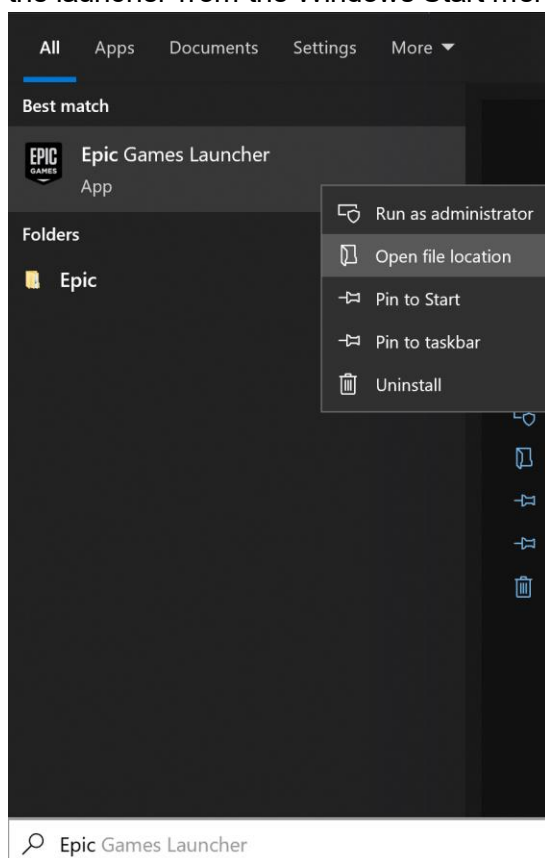 the launcher from the Windows Start men
All Apps Documents Settings More
Best match
EPIC
GAMES
Epic Games Launcher
App
Run as administrator
Folders
Open file location
Epic
Pin to Start
Pin to taskbar
Uninstall
Epic Games Launcher